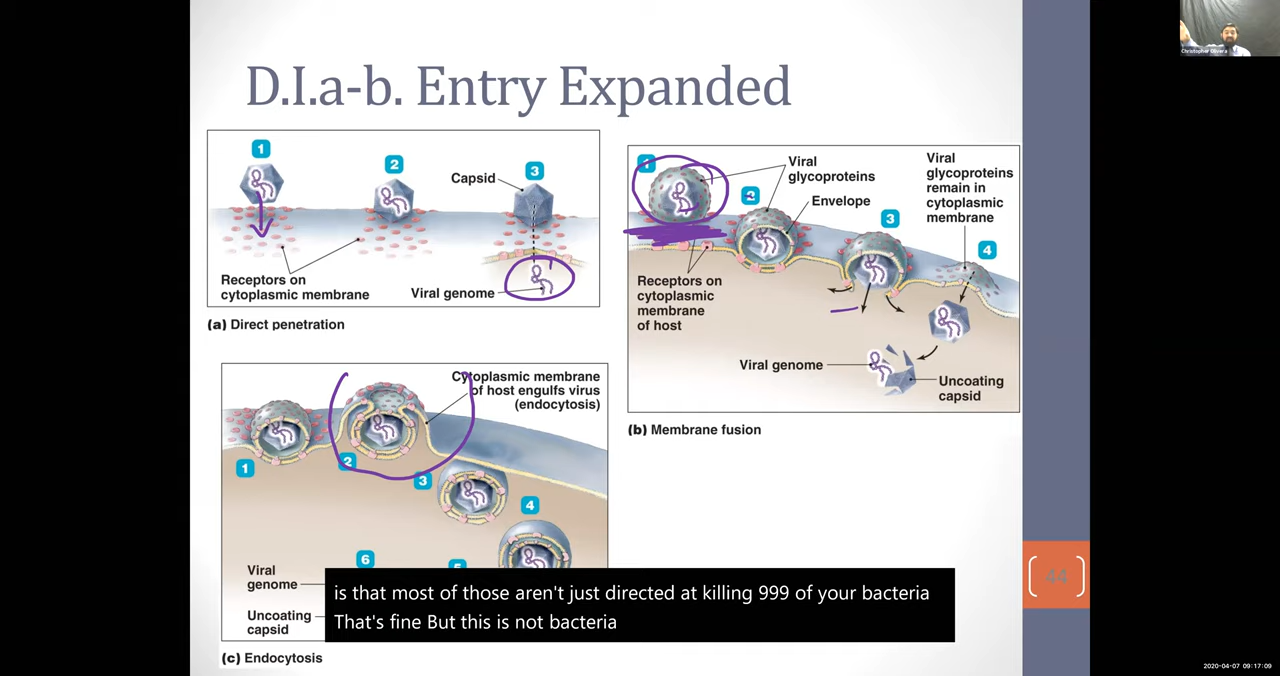 D.I.a-b. Entry Expanded
1
2
3
Capsid
Receptors on
cytoplasmic membrane
Viral genome
(a) Direct penetration
1
2
3
4
Viral
glycoproteins
Envelope
Viral
glycoproteins
remain in
cytoplasmic
membrane
Receptors on
cytoplasmic
membrane
of host
Viral genome
Uncoating
capsid
(b) Membrane fusion
Cytoplasmic membrane
of host engulfs virus
(endocytosis)
1
2
3
4
6
Viral
genome
Uncoating
capsid
(c) Endocytosis
is that most of those aren't just directed at killing 999 of your bacteria
That's fine But this is not bacteria
44
Christopher Olivera
2020-04-07 09:17:09